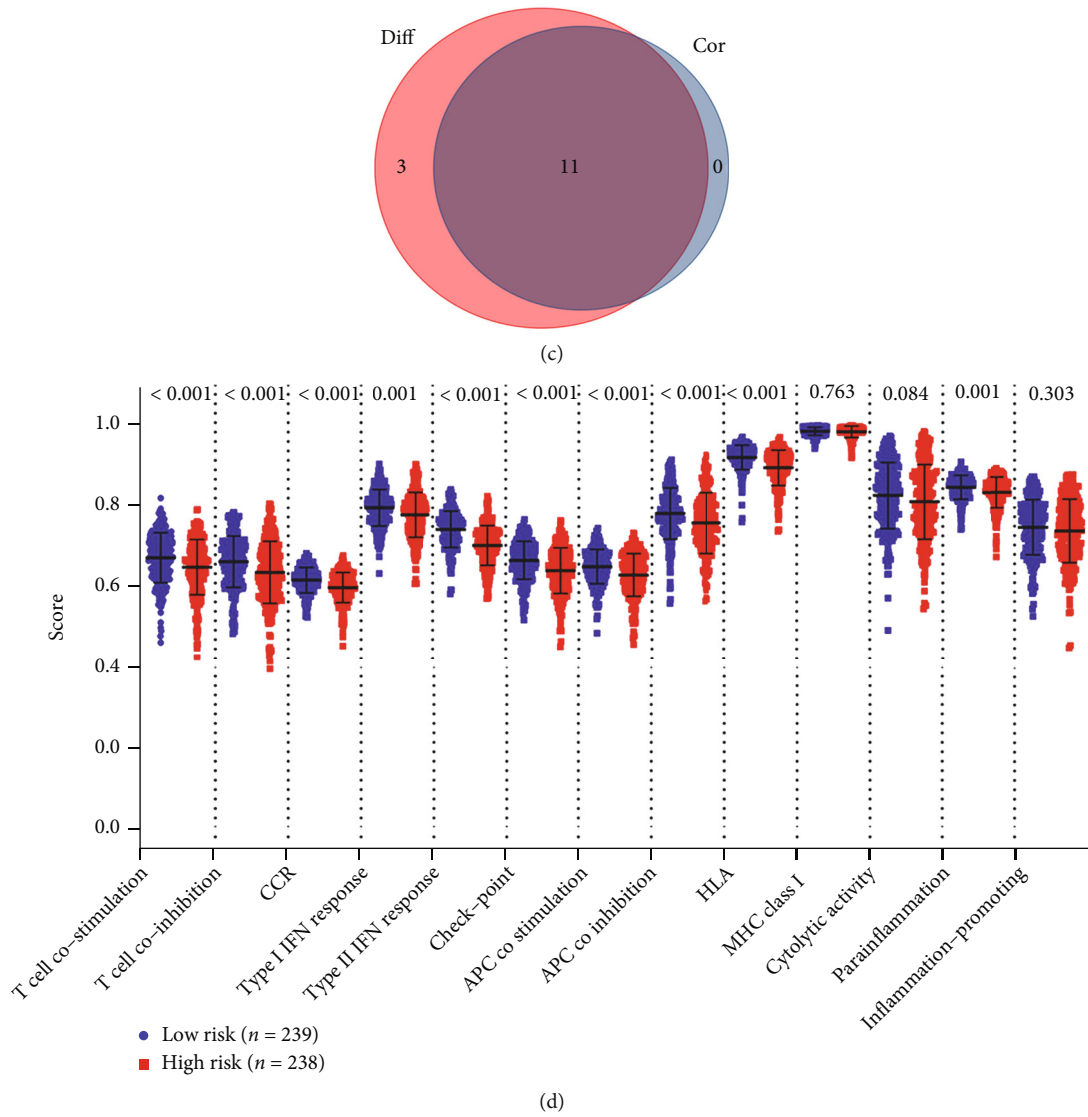 Diff
Cor
3
11
0
(c)
< 0.001 < 0.001 < 0.001 0.001 < 0.001 < 0.001 < 0.001 < 0.001 < 0.001 0.763 0.084 0.001 0.303
1.0
0.8
0.6
0.4
0.0
0.0
Score
T cell co–stimulation
T cell co–inhibition
CCR
Type I IFN response
Type II IFN response
Check–point
APC co stimulation
APC co inhibition
HLA
MHC class I
Cytolytic activity
Parainflammation
Inflammation–promoting
Low risk (n = 239)
High risk (n = 238)
(d)